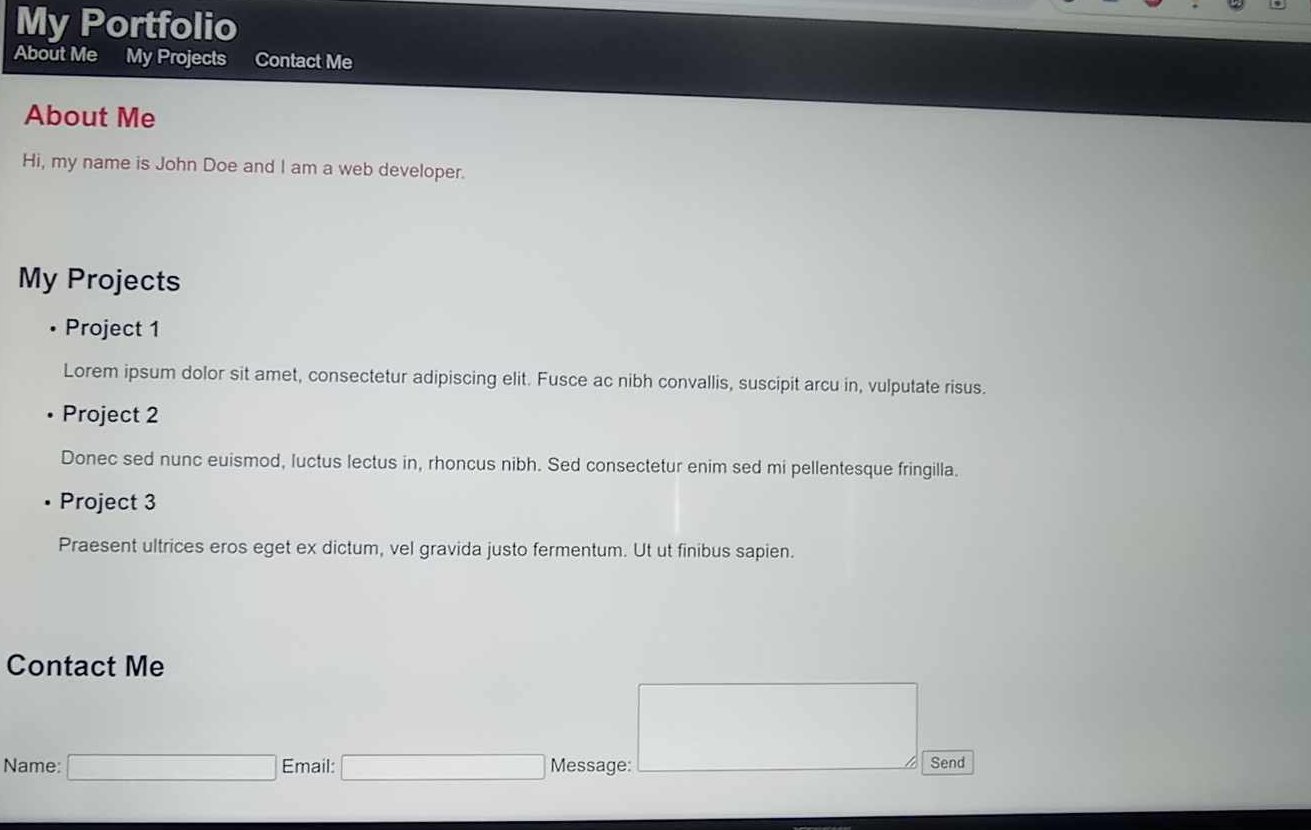 My Portfolio
About Me My Projects Contact Me
About Me
Hi, my name is John Doe and I am a web developer.
My Projects
• Project 1
Lorem ipsum dolor sit amet, consectetur adipiscing elit. Fusce ac nibh convallis, suscipit arcu in, vulputate risus.
• Project 2
Donec sed nunc euismod, luctus lectus in, rhoncus nibh. Sed consectetur enim sed mi pellentesque fringilla.
• Project 3
Praesent ultrices eros eget ex dictum, vel gravida justo fermentum. Ut ut finibus sapien.
Contact Me
Name: Email: Message: Send